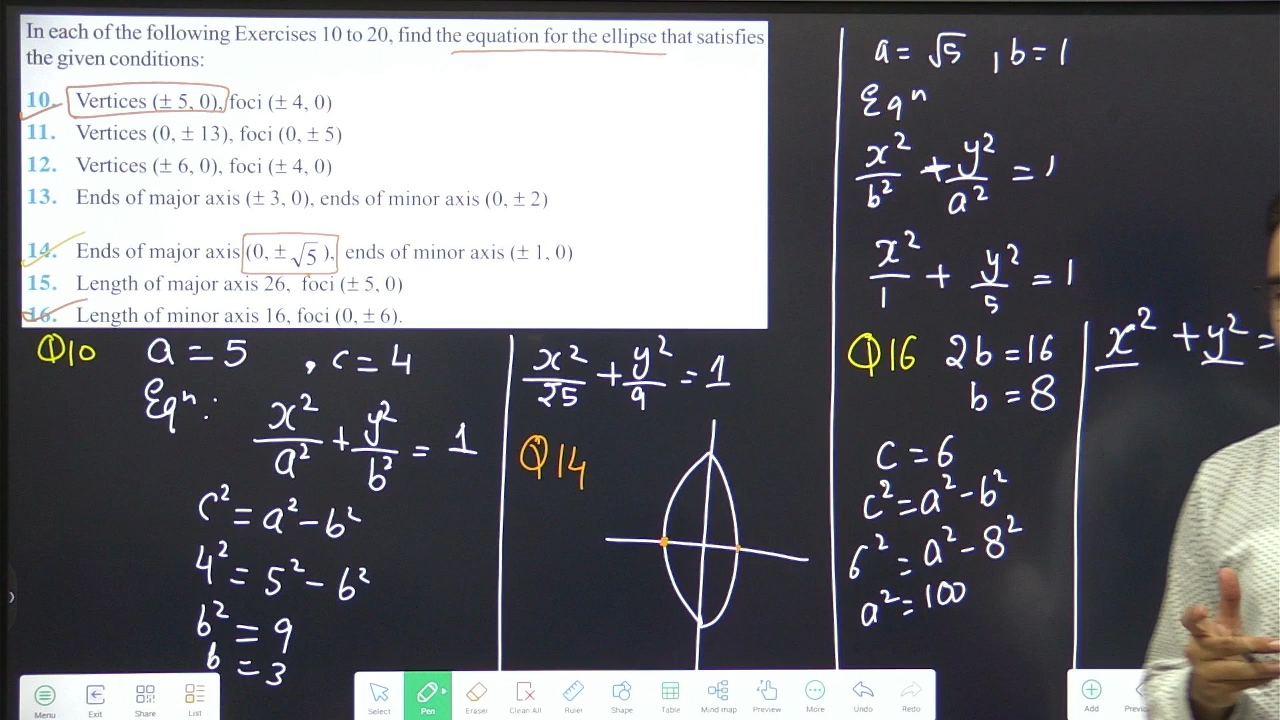 In each of the following Exercises 10 to 20, find the equation for the ellipse that satisfies
the given conditions:
10. Vertices (± 5, 0), foci (± 4, 0)
11. Vertices (0, ± 13), foci (0, ± 5)
12. Vertices (± 6, 0), foci (± 4, 0)
13. Ends of major axis (± 3, 0), ends of minor axis (0, ± 2)
14. Ends of major axis (0, ± √5), ends of minor axis (± 1, 0)
15. Length of major axis 26, foci (± 5, 0)
16. Length of minor axis 16, foci (0, ± 6).
Q10 a = 5 , c = 4
Eqⁿ:
x²/a² + y²/b² = 1
c² = a² - b²
4² = 5² - b²
b² = 9
b = 3
x²/25 + y²/9 = 1
Q14
a = √5 , b = 1
Eqⁿ
x²/b² + y²/a² = 1
x²/1 + y²/5 = 1
Q16 2b = 16
b = 8
c = 6
c² = a² - b²
6² = a² - 8²
a² = 100
x² + y² =
Menu Exit Share List
Select Pen Eraser Clean All Ruler Shape Table Mind map Preview More Undo Redo
Add